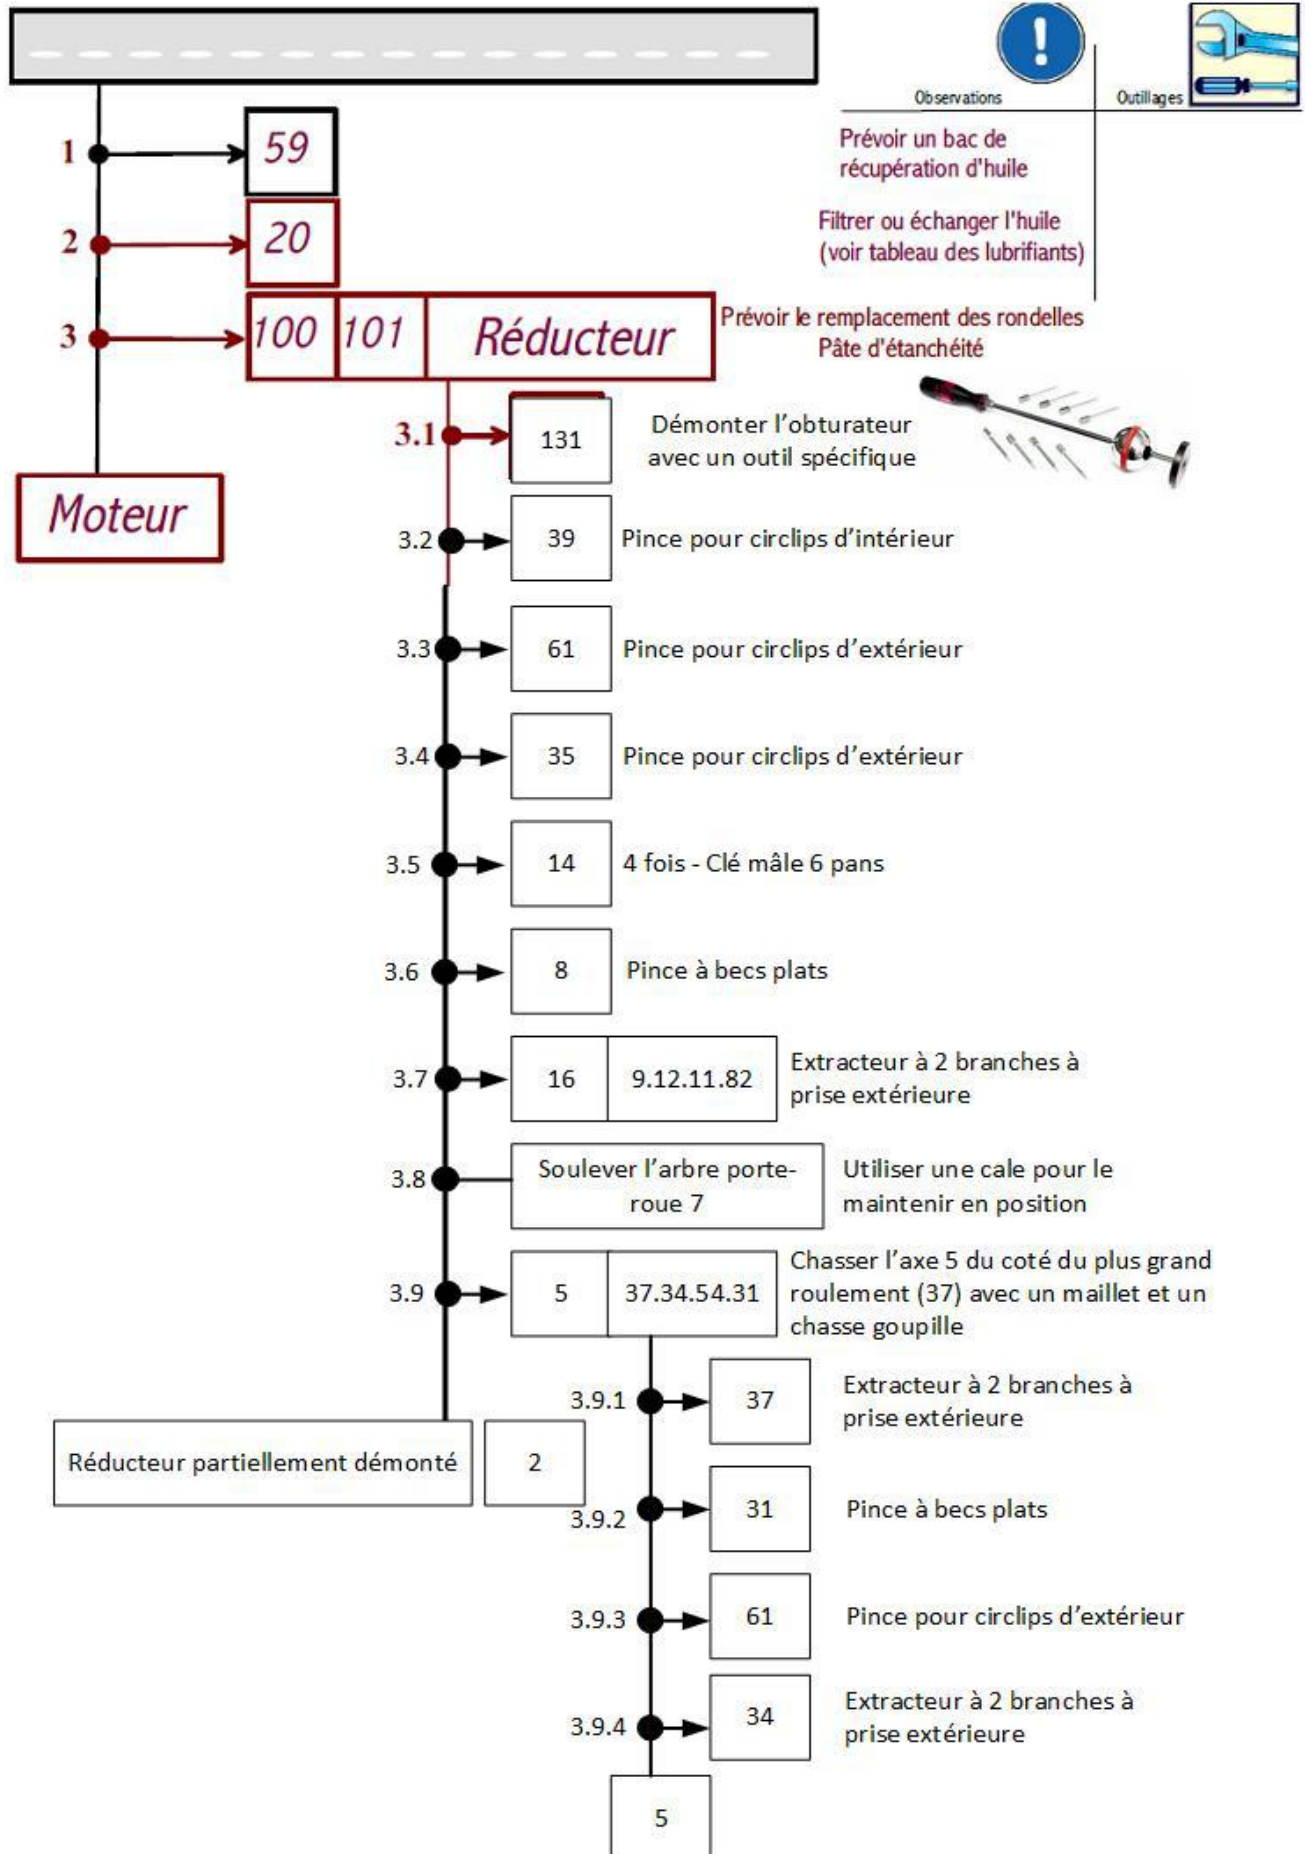 Observations
Outillages
1
59
Prévoir un bac de
récupération d'huile
2
20
Filtrer ou échanger l'huile
(voir tableau des lubrifiants)
3
100
101
Réducteur
Prévoir le remplacement des rondelles
Pâte d'étanchéité
3.1
131
Démonter l'obturateur
avec un outil spécifique
Moteur
3.2
39
Pince pour circlips d'intérieur
3.3
61
Pince pour circlips d'extérieur
3.4
35
Pince pour circlips d'extérieur
3.5
14
4 fois - Clé mâle 6 pans
3.6
8
Pince à becs plats
3.7
16
9.12.11.82
Extracteur à 2 branches à
prise extérieure
3.8
Soulever l'arbre porte-
roue 7
Utiliser une cale pour le
maintenir en position
3.9
5
37.34.54.31
Chasser l'axe 5 du coté du plus grand
roulement (37) avec un maillet et un
chasse goupille
3.9.1
37
Extracteur à 2 branches à
prise extérieure
Réducteur partiellement démonté
2
3.9.2
31
Pince à becs plats
3.9.3
61
Pince pour circlips d'extérieur
3.9.4
34
Extracteur à 2 branches à
prise extérieure
5